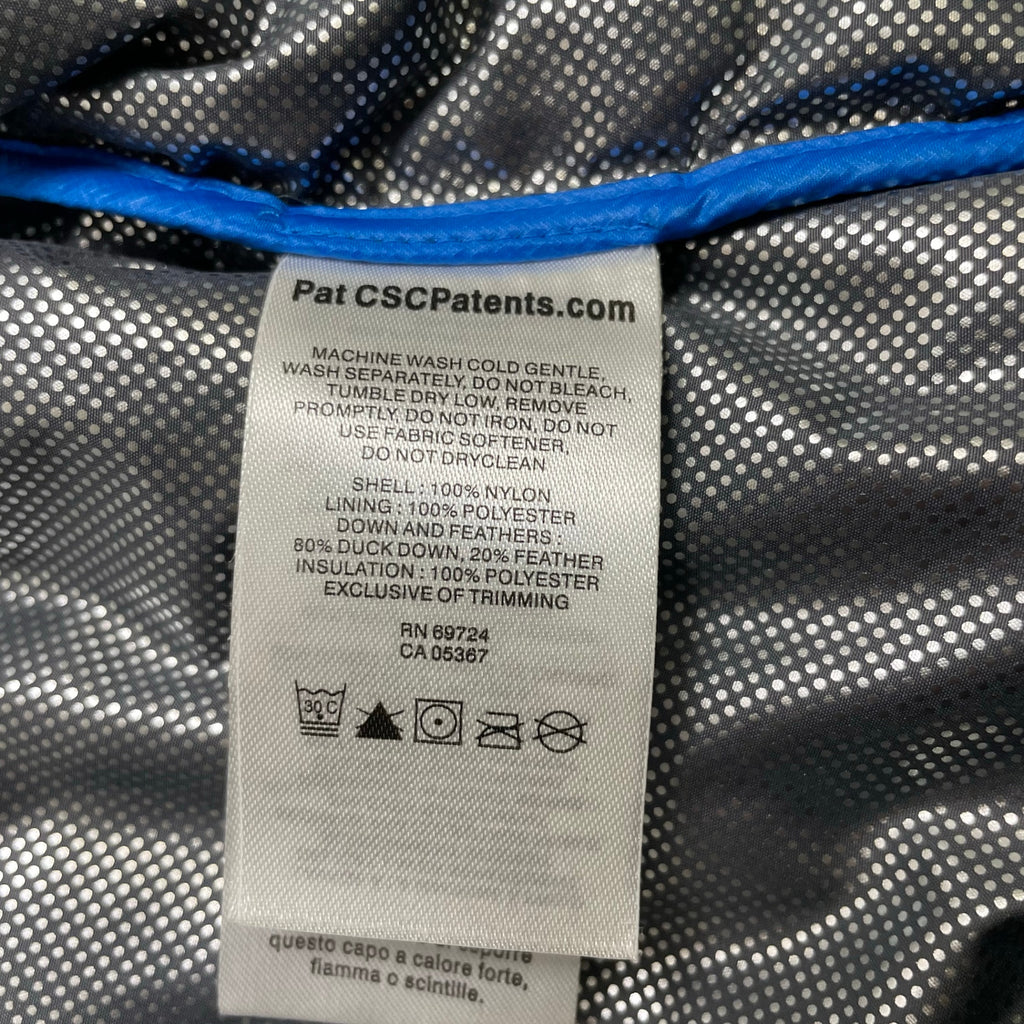 Pat CSCPatents.com
MACHINE WASH COLD GENTLE,
WASH SEPARATELY, DO NOT BLEACH,
TUMBLE DRY LOW, REMOVE
PROMPTLY, DO NOT IRON, DO NOT
USE FABRIC SOFTENER,
DO NOT DRYCLEAN
SHELL : 100% NYLON
LINING : 100% POLYESTER
DOWN AND FEATHERS :
80% DUCK DOWN, 20% FEATHER
INSULATION : 100% POLYESTER
EXCLUSIVE OF TRIMMING
RN 69724
CA 05367
30 C
questo capo a calore forte,
fiamma o scintille.